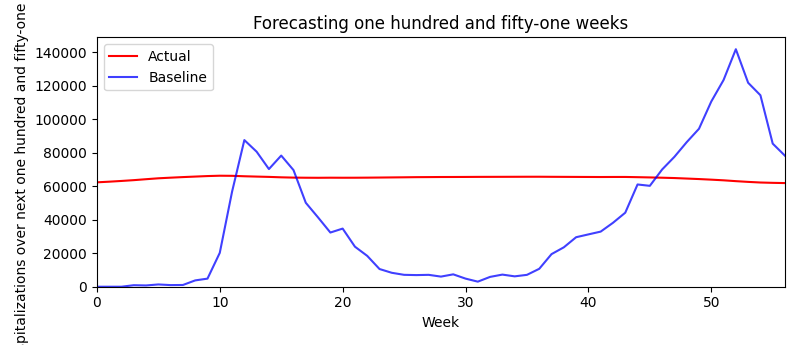 Forecasting one hundred and fifty-one weeks
Actual
Baseline
140000
120000
100000
80000
60000
40000
20000
0
0
10
20
30
40
50
Week
over next one hundred and fifty-one